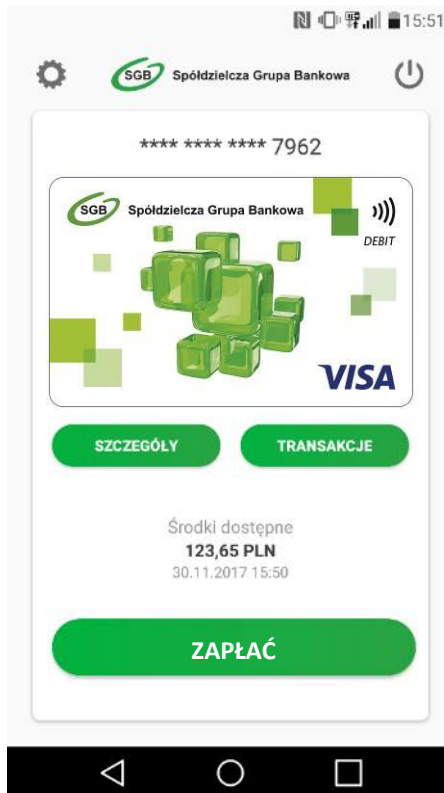 15:51
SGB Spółdzielcza Grupa Bankowa
**** **** **** 7962
SGB Spółdzielcza Grupa Bankowa
DEBIT
VISA
SZCZEGÓŁY TRANSAKCJE
Środki dostępne
123,65 PLN
30.11.2017 15:50
ZAPŁAĆ